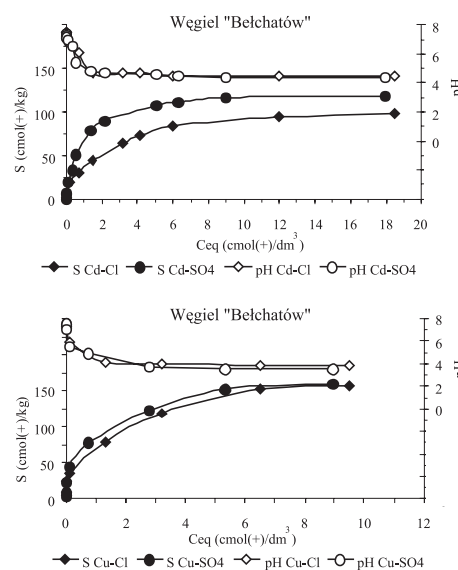 Węgiel "Bełchatów"
S (cmol(+)/kg)
150
100
50
0
8
6
4
2
0
pH
0 2 4 6 8 10 12 14 16 18 20
Ceq (cmol(+)/dm³)
S Cd-Cl S Cd-SO4 pH Cd-Cl pH Cd-SO4
Węgiel "Bełchatów"
S (cmol(+)/kg)
150
100
50
0
8
6
4
2
0
pH
0 2 4 6 8 10 12
Ceq (cmol(+)/dm³)
S Cu-Cl S Cu-SO4 pH Cu-Cl pH Cu-SO4